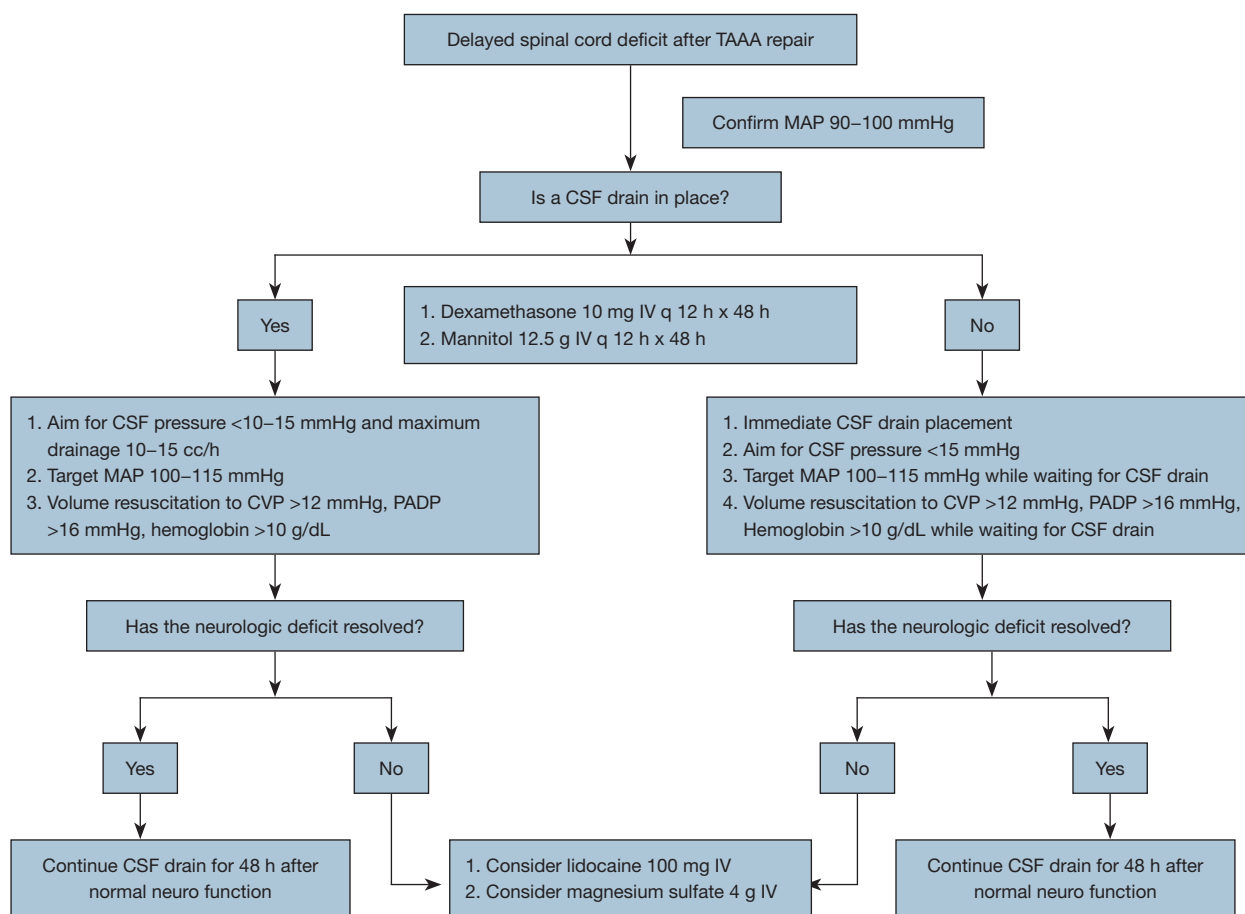 Delayed spinal cord deficit after TAAA repair
Confirm MAP 90–100 mmHg
Is a CSF drain in place?
Yes
1. Dexamethasone 10 mg IV q 12 h x 48 h
2. Mannitol 12.5 g IV q 12 h x 48 h
No
1. Aim for CSF pressure <10–15 mmHg and maximum
drainage 10–15 cc/h
2. Target MAP 100–115 mmHg
3. Volume resuscitation to CVP >12 mmHg, PADP
>16 mmHg, hemoglobin >10 g/dL
1. Immediate CSF drain placement
2. Aim for CSF pressure <15 mmHg
3. Target MAP 100–115 mmHg while waiting for CSF drain
4. Volume resuscitation to CVP >12 mmHg, PADP >16 mmHg,
Hemoglobin >10 g/dL while waiting for CSF drain
Has the neurologic deficit resolved?
Has the neurologic deficit resolved?
Yes
No
No
Yes
Continue CSF drain for 48 h after
normal neuro function
1. Consider lidocaine 100 mg IV
2. Consider magnesium sulfate 4 g IV
Continue CSF drain for 48 h after
normal neuro function